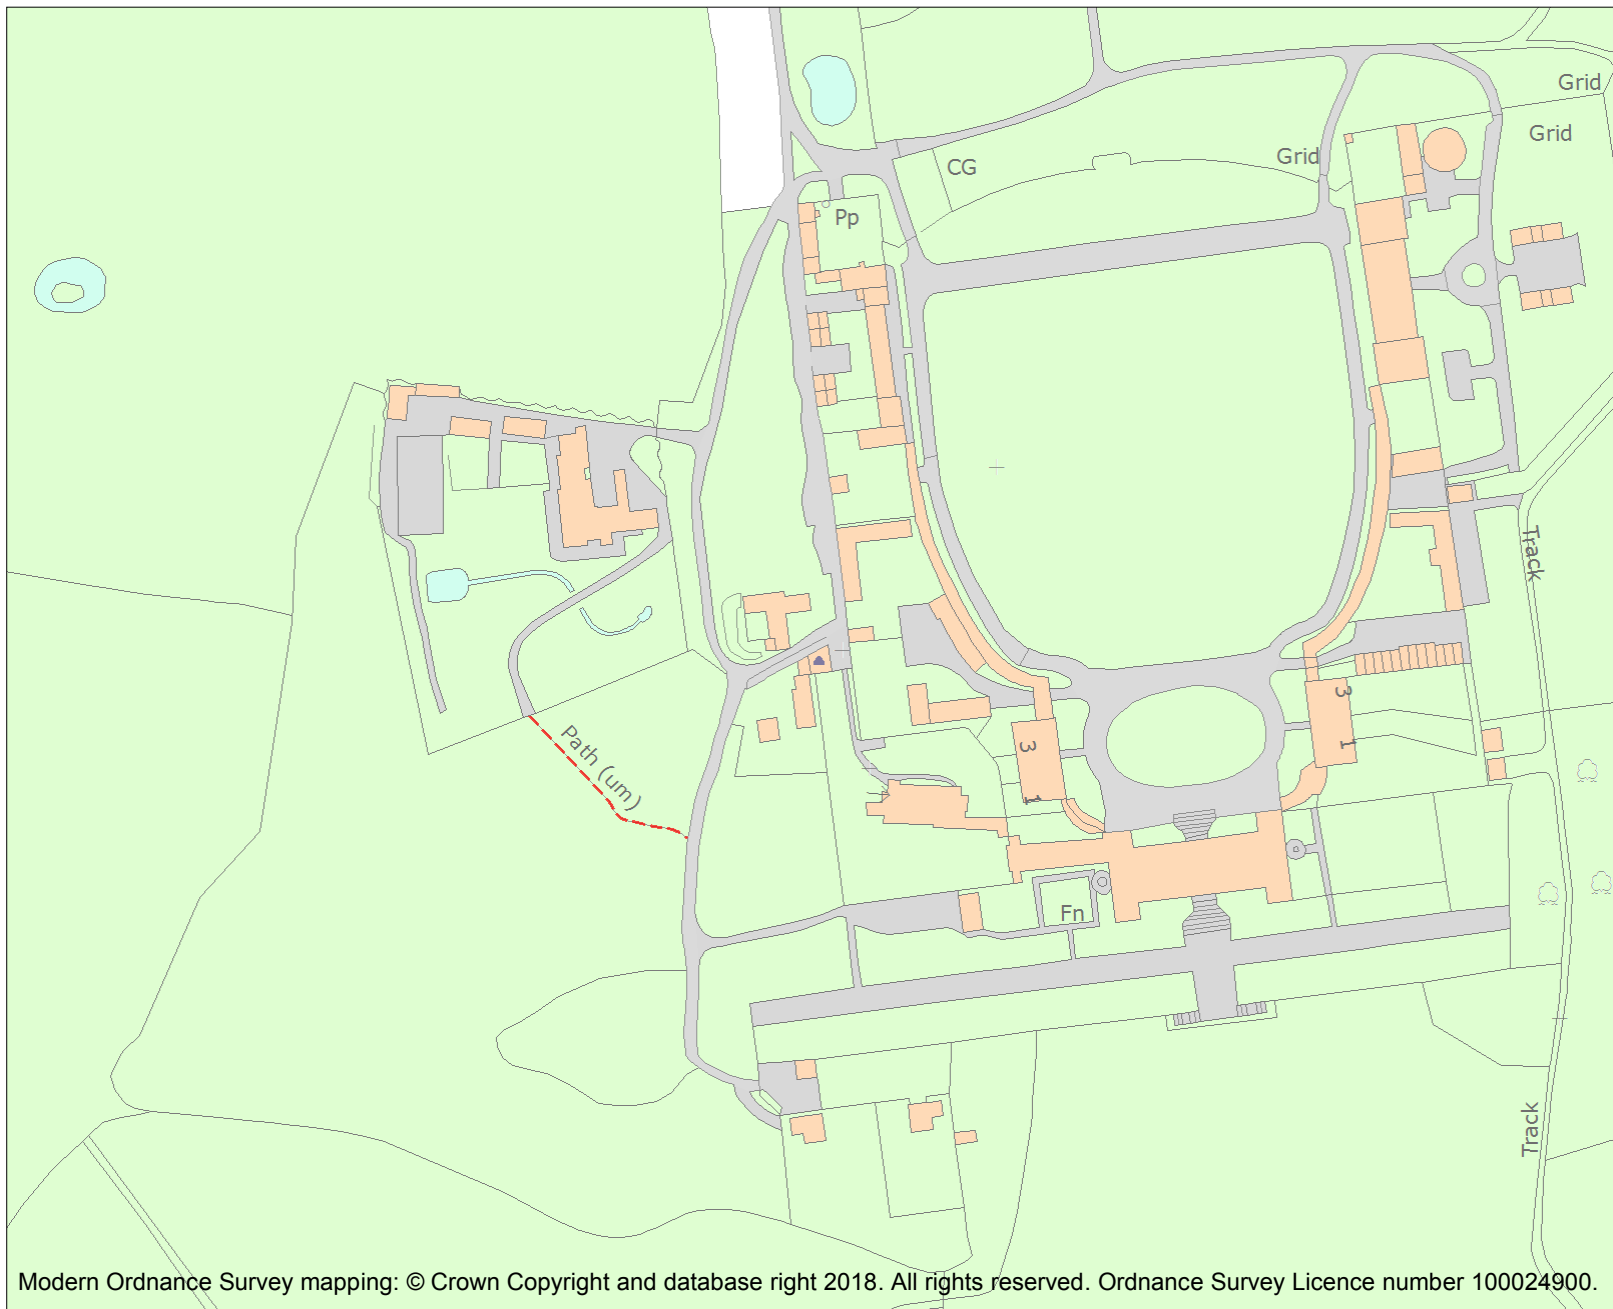 Grid
Grid
Grid
CG
Pp
Track
3
1
Path (um)
3
1
Fn
Track
Modern Ordnance Survey mapping: © Crown Copyright and database right 2018. All rights reserved. Ordnance Survey Licence number 100024900.